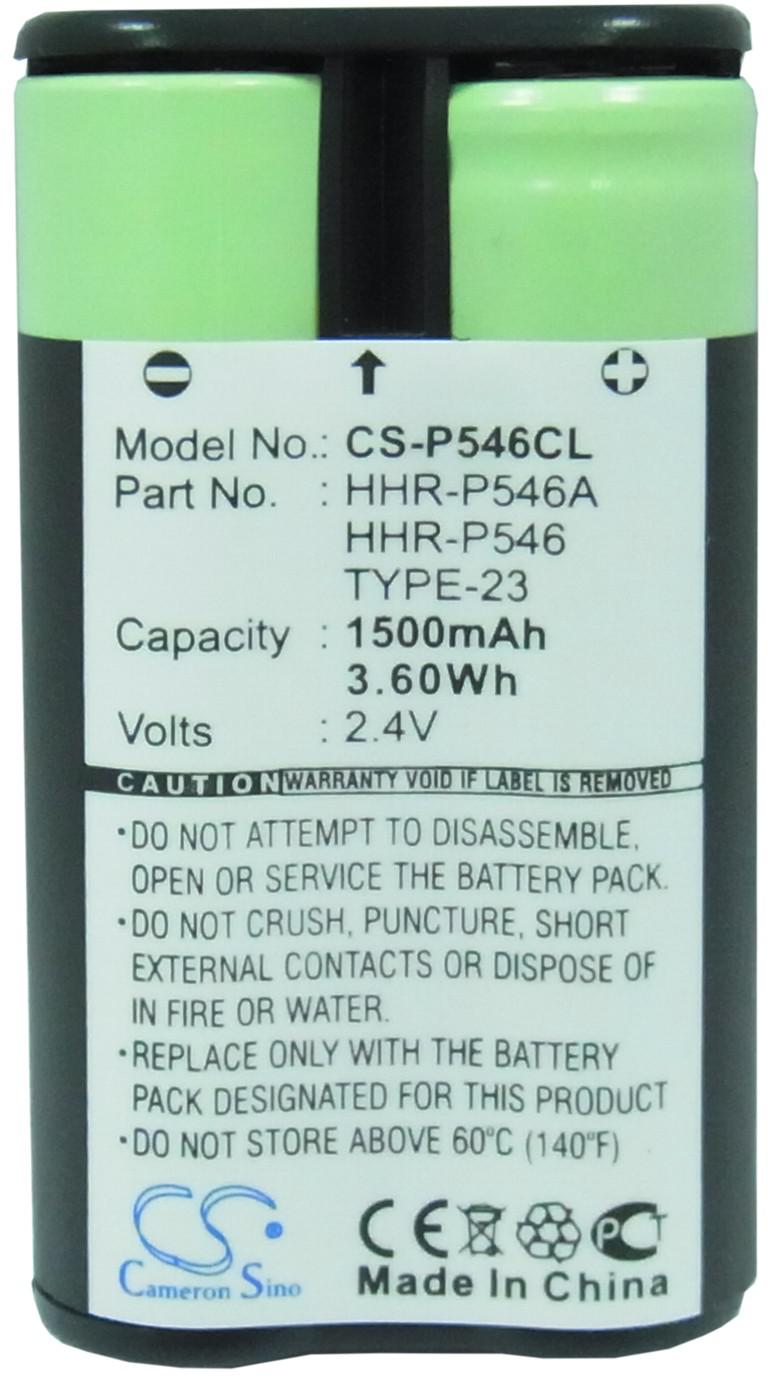 Model No.: CS-P546CL
Part No. : HHR-P546A
HHR-P546
TYPE-23
Capacity : 1500mAh
3.60Wh
Volts : 2.4V
CAUTION WARRANTY VOID IF LABEL IS REMOVED
•DO NOT ATTEMPT TO DISASSEMBLE,
OPEN OR SERVICE THE BATTERY PACK.
•DO NOT CRUSH, PUNCTURE, SHORT
EXTERNAL CONTACTS OR DISPOSE OF
IN FIRE OR WATER.
•REPLACE ONLY WITH THE BATTERY
PACK DESIGNATED FOR THIS PRODUCT
•DO NOT STORE ABOVE 60°C (140°F)
CS
Cameron Sino
CE PCT
Made In China